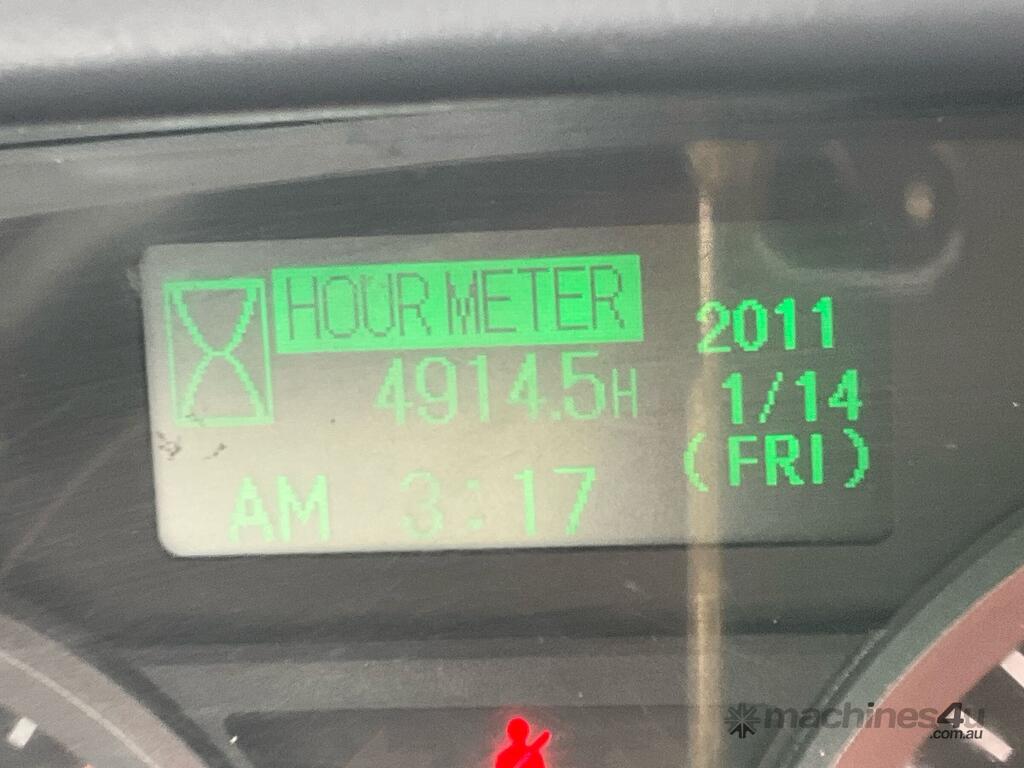 HOUR METER
4914.5H
AM 3:17
2011
1/14
(FRI)
machines4u
.com.au